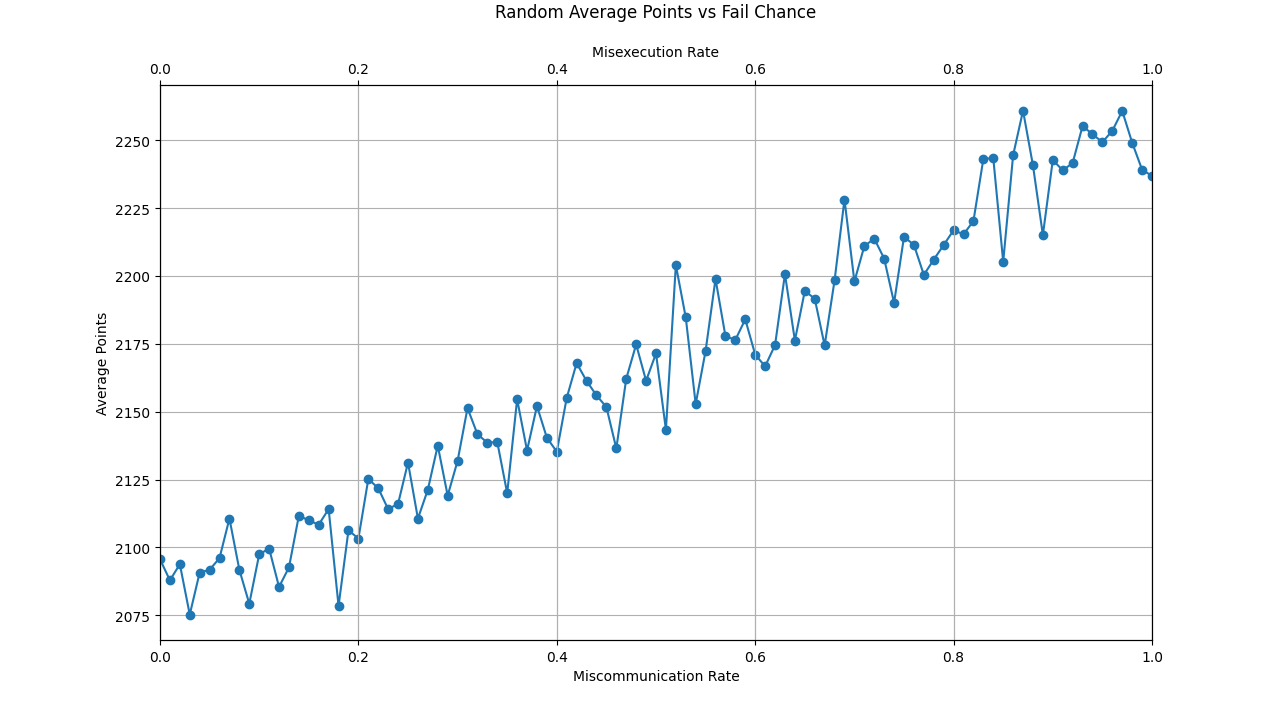 Random Average Points vs Fail Chance
Misexecution Rate
0.0 0.2 0.4 0.6 0.8 1.0
Average Points
2250
2225
2200
2175
2150
2125
2100
2075
0.0 0.2 0.4 0.6 0.8 1.0
Miscommunication Rate